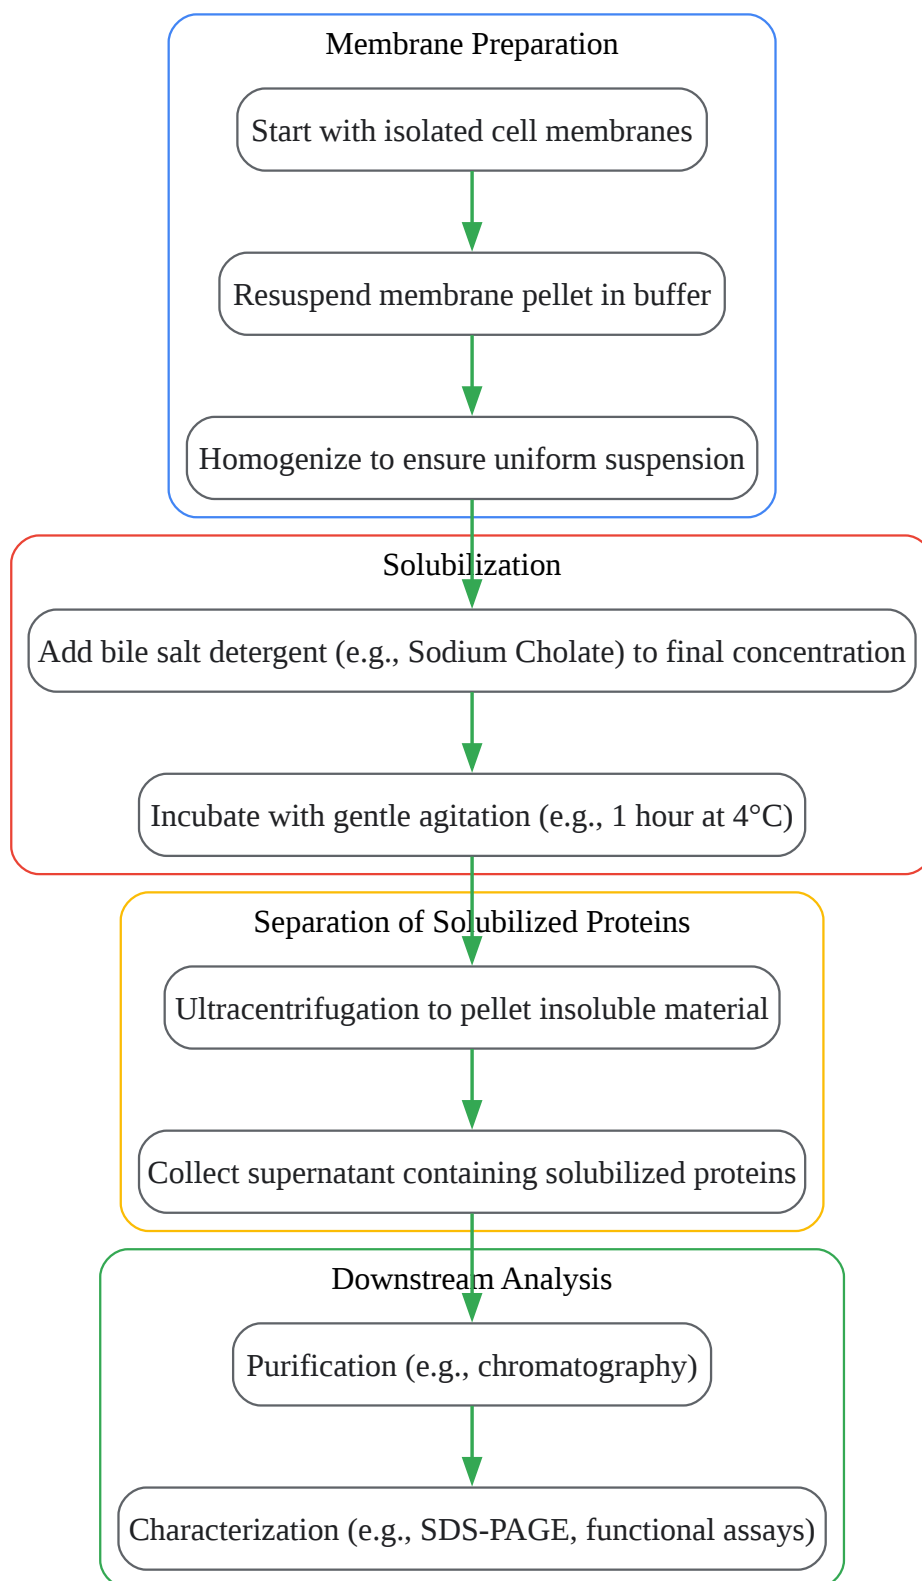 Membrane Preparation
Start with isolated cell membranes
Resuspend membrane pellet in buffer
Homogenize to ensure uniform suspension
Solubilization
Add bile salt detergent (e.g., Sodium Cholate) to final concentration
Incubate with gentle agitation (e.g., 1 hour at 4°C)
Separation of Solubilized Proteins
Ultracentrifugation to pellet insoluble material
Collect supernatant containing solubilized proteins
Downstream Analysis
Purification (e.g., chromatography)
Characterization (e.g., SDS-PAGE, functional assays)